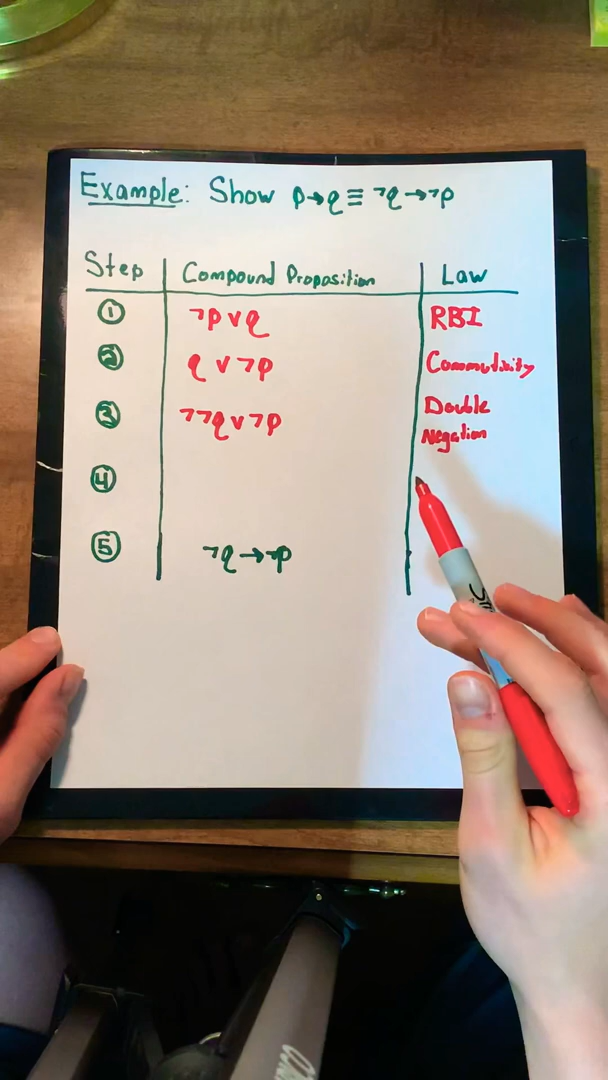 Example: Show p→q ≡ ¬q→¬p
Step Compound Proposition Law
① ¬p∨q RBI
② q∨¬p Commutivity
③ ¬¬q∨¬p Double
Negation
④
⑤ ¬q→¬p